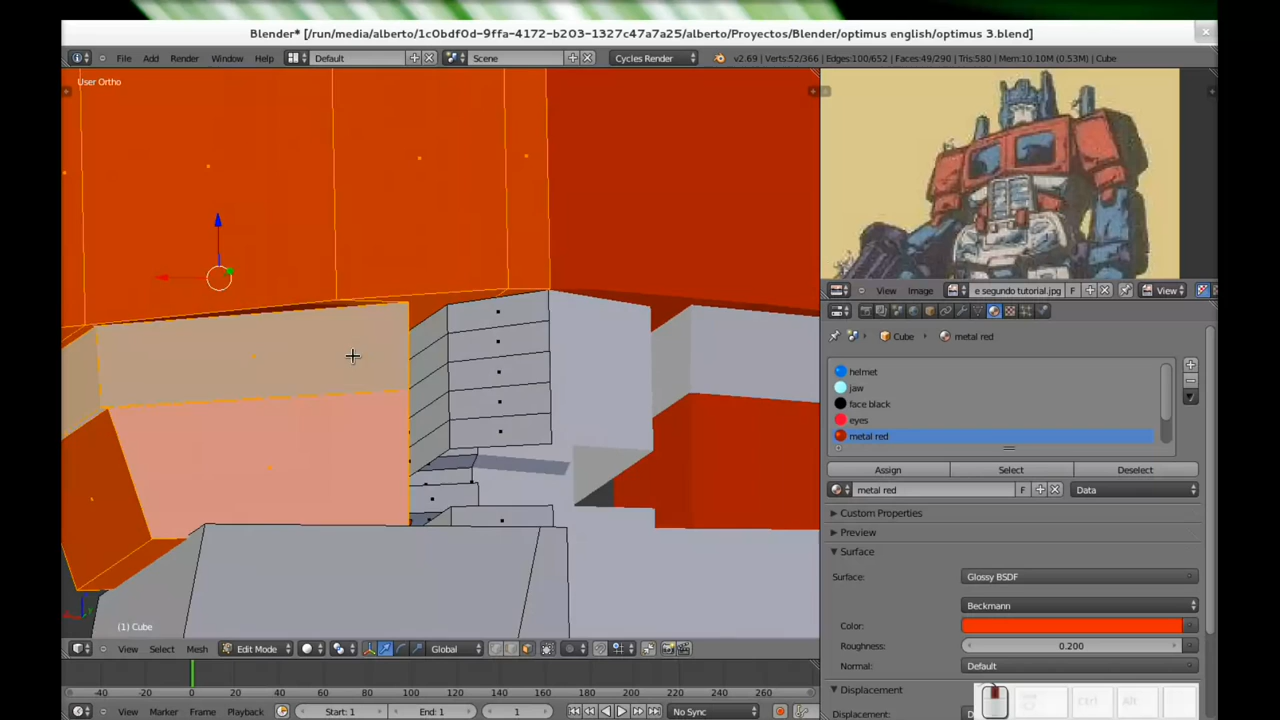 Blender* [/run/media/alberto/1c0bdf0d-9ffa-4172-b203-1327c47a7a25/alberto/Proyectos/Blender/optimus english/optimus 3.blend]
File Add Render Window Help Default Scene Cycles Render v2.69 | Verts:52/366 | Edges:100/652 | Faces:49/290 | Tris:580 | Mem:10.10M (0.53M) | Cube
User Ortho
View Image e segundo tutorial.jpg F View
Cube metal red
helmet
jaw
face black
eyes
metal red
Assign Select Deselect
metal red F Data
Custom Properties
Preview
Surface
Surface: Glossy BSDF
Beckmann
Color:
Roughness: 0.200
Normal: Default
Displacement
(1) Cube
View Select Mesh Edit Mode Global
-40 -20 0 20 40 60 80 100 120 140 160 180 200 220 240 260
View Marker Frame Playback Start: 1 End: 1 1 No Sync
Displacement: D
Ctrl Alt